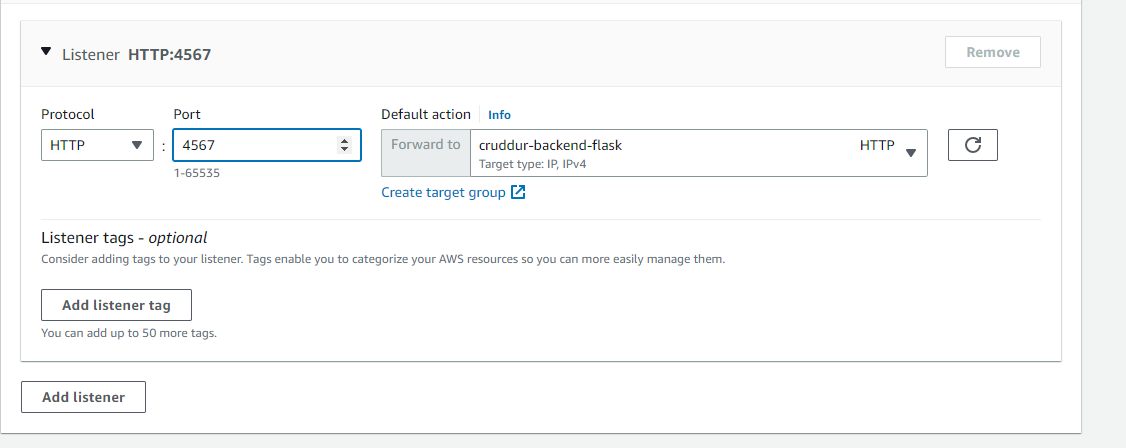 Listener HTTP:4567
Remove
Protocol
Port
Default action
Info
HTTP
:
4567
Forward to
cruddur-backend-flask
HTTP
Target type: IP, IPv4
1-65535
Create target group
Listener tags - optional
Consider adding tags to your listener. Tags enable you to categorize your AWS resources so you can more easily manage them.
Add listener tag
You can add up to 50 more tags.
Add listener